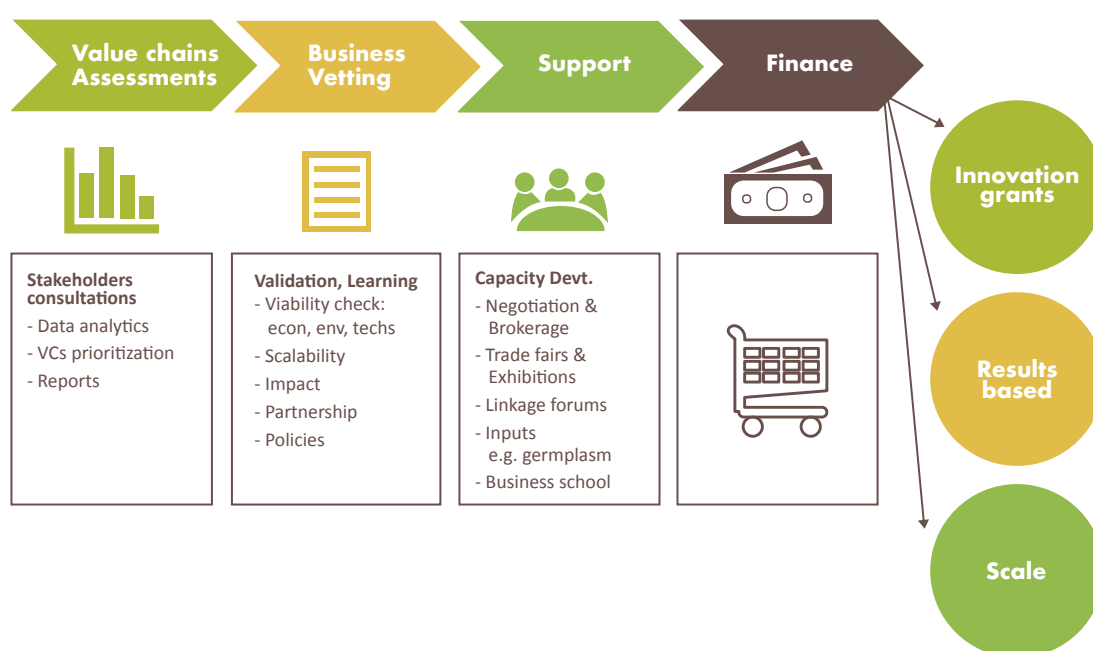 Value chains
Assessments
Business
Vetting
Support
Finance
Innovation
grants
Results
based
Scale
Stakeholders
consultations
- Data analytics
- VCs prioritization
- Reports
Validation, Learning
- Viability check:
econ, env, techs
- Scalability
- Impact
- Partnership
- Policies
Capacity Devt.
- Negotiation &
Brokerage
- Trade fairs &
Exhibitions
- Linkage forums
- Inputs
e.g. germplasm
- Business school